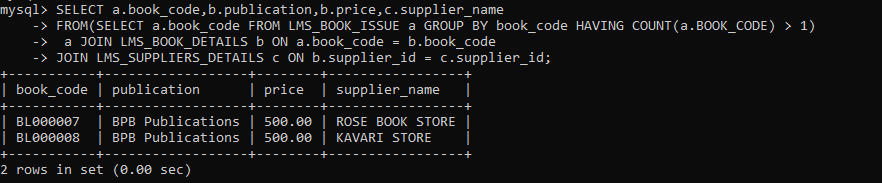 mysql> SELECT a.book_code,b.publication,b.price,c.supplier_name
    -> FROM(SELECT a.book_code FROM LMS_BOOK_ISSUE a GROUP BY book_code HAVING COUNT(a.BOOK_CODE) > 1)
    ->  a JOIN LMS_BOOK_DETAILS b ON a.book_code = b.book_code
    -> JOIN LMS_SUPPLIERS_DETAILS c ON b.supplier_id = c.supplier_id;
+-----------+------------------+--------+-----------------+
| book_code | publication      | price  | supplier_name   |
+-----------+------------------+--------+-----------------+
| BL000007  | BPB Publications | 500.00 | ROSE BOOK STORE |
| BL000008  | BPB Publications | 500.00 | KAVARI STORE    |
+-----------+------------------+--------+-----------------+
2 rows in set (0.00 sec)